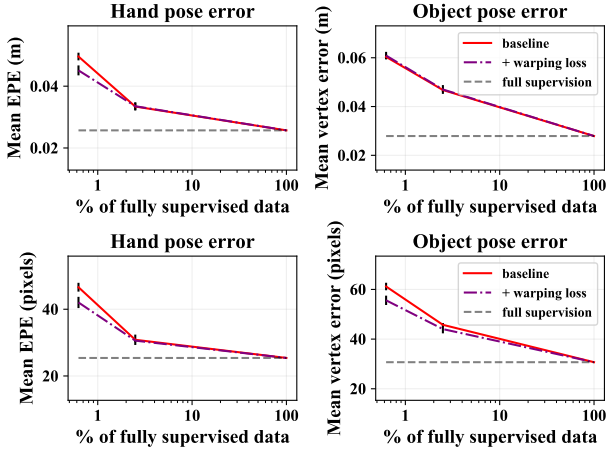 Hand pose error
Mean EPE (m)
0.04
0.02
1
10
100
% of fully supervised data
Object pose error
Mean vertex error (m)
0.06
0.04
0.02
baseline
+ warping loss
full supervision
1
10
100
% of fully supervised data
Hand pose error
Mean EPE (pixels)
40
20
1
10
100
% of fully supervised data
Object pose error
Mean vertex error (pixels)
60
40
20
baseline
+ warping loss
full supervision
1
10
100
% of fully supervised data